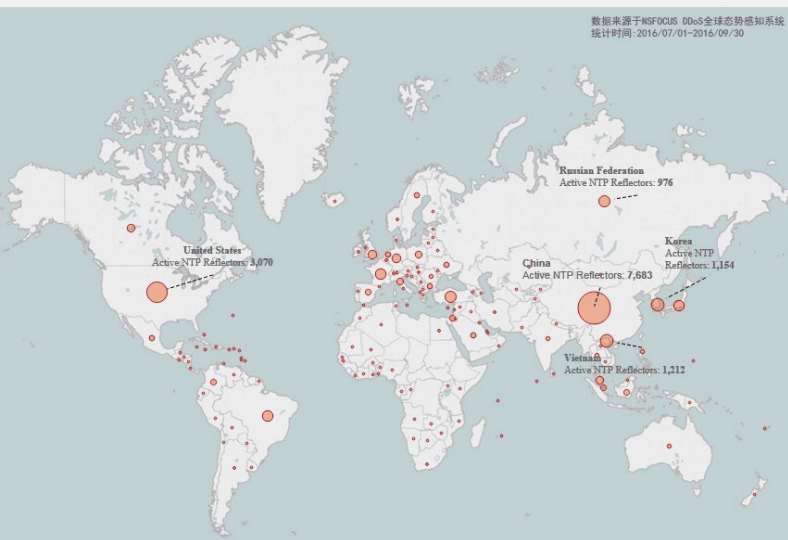 数据来源于NSFOCUS DDoS全球态势感知系统
统计时间:2016/07/01-2016/09/30
Russian Federation
Active NTP Reflectors: 976
United States
Active NTP Reflectors: 3,070
Korea
Active NTP
Reflectors: 1,154
China
Active NTP Reflectors: 7,683
Vietnam
Active NTP Reflectors: 1,212